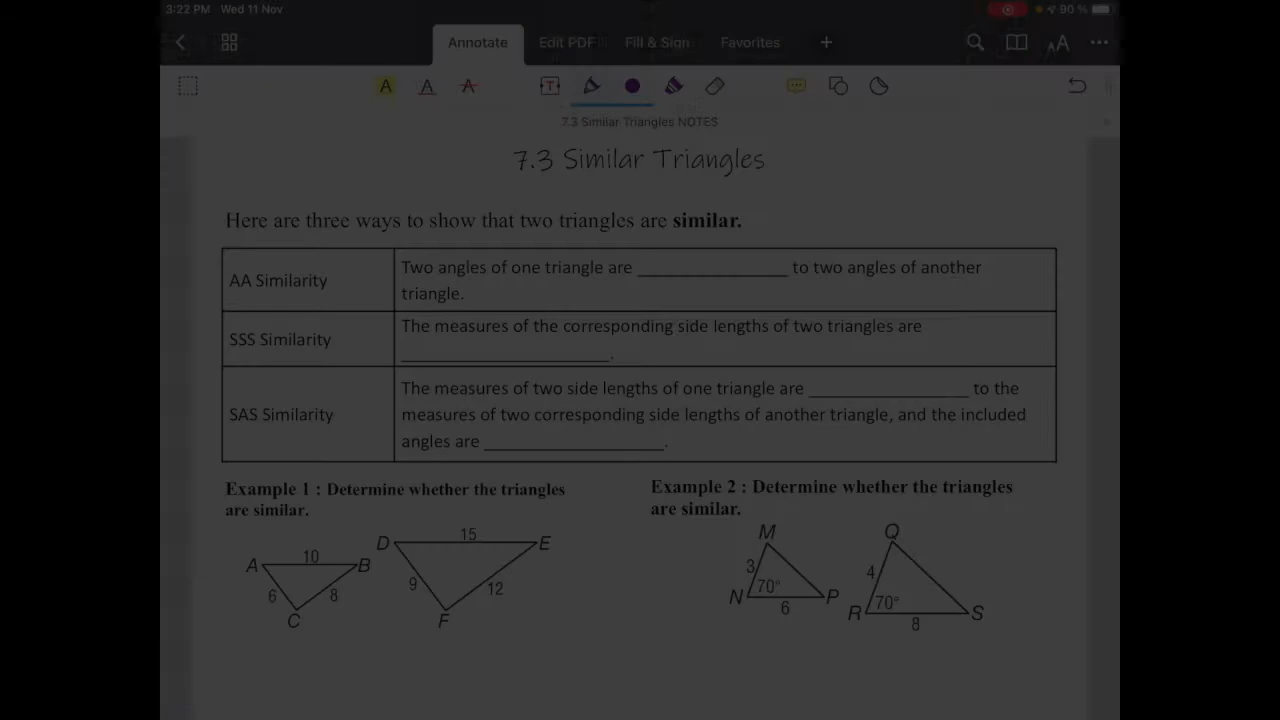 3:22 PM Wed 11 Nov
90 %
Annotate Edit PDF Fill & Sign Favorites +
AA
A A A T
7.3 Similar Triangles NOTES
7.3 Similar Triangles
Here are three ways to show that two triangles are similar.
AA Similarity
Two angles of one triangle are ________________ to two angles of another
triangle.
SSS Similarity
The measures of the corresponding side lengths of two triangles are
______________________.
SAS Similarity
The measures of two side lengths of one triangle are _________________ to the
measures of two corresponding side lengths of another triangle, and the included
angles are ___________________.
Example 1 : Determine whether the triangles
are similar.
A 10 B
6 8
C
D 15 E
9 12
F
Example 2 : Determine whether the triangles
are similar.
M
3
N 70° P
6
Q
4
R 70° S
8